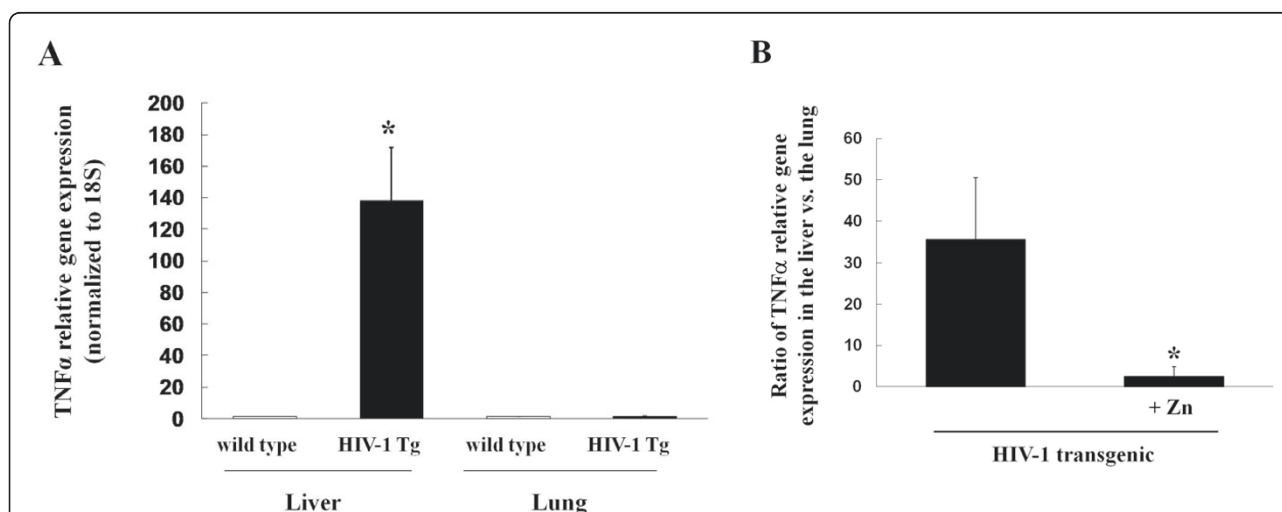 A
TNFα relative gene expression
(normalized to 18S)
200
180
160
140
120
100
80
60
40
20
0
*
wild type
HIV-1 Tg
wild type
HIV-1 Tg
Liver
Lung
B
Ratio of TNFα relative gene
expression in the liver vs. the lung
60
50
40
30
20
10
0
*
+ Zn
HIV-1 transgenic